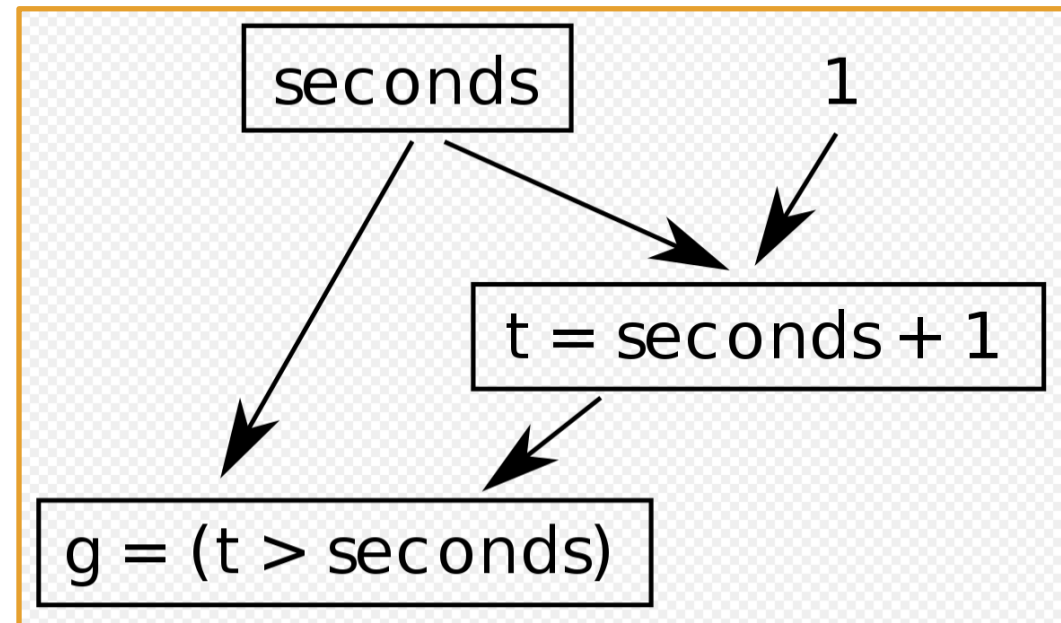 seconds
1
t = seconds + 1
g = (t > seconds)